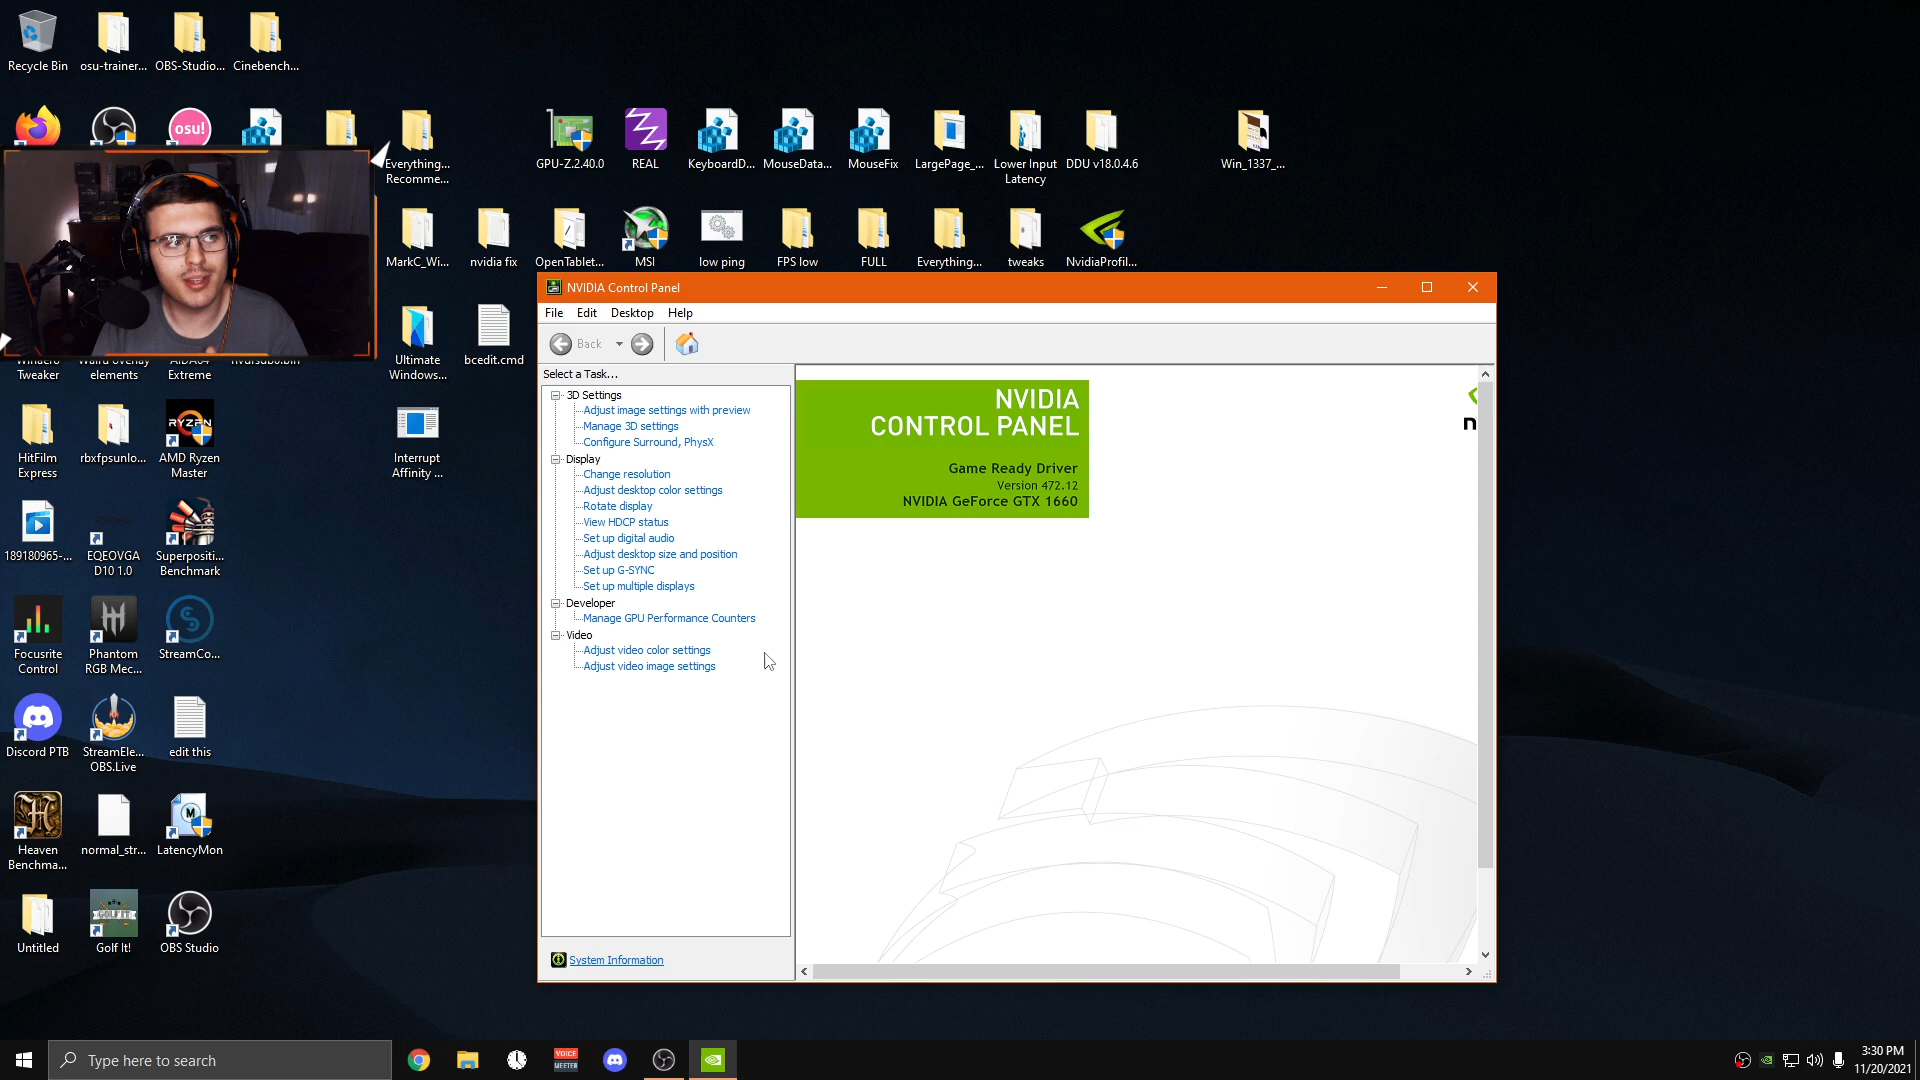 Recycle Bin
osu-trainer...
OBS-Studio...
Cinebench...
osu!
Everything...
Recomme...
GPU-Z.2.40.0
REAL
KeyboardD...
MouseData...
MouseFix
LargePage_...
Lower Input
Latency
DDU v18.0.4.6
Win_1337_...
MarkC_Wi...
nvidia fix
OpenTablet...
MSI
low ping
FPS low
FULL
Everything...
tweaks
NvidiaProfil...
Winaero
Tweaker
elements
AIDA64
Extreme
Ultimate
Windows...
bcedit.cmd
HitFilm
Express
rbxfpsunlo...
RYZEN
AMD Ryzen
Master
Interrupt
Affinity ...
189180965-...
EQEOVGA
D10 1.0
Superpositi...
Benchmark
Focusrite
Control
Phantom
RGB Mec...
StreamCo...
Discord PTB
StreamEle...
OBS.Live
edit this
Heaven
Benchma...
normal_str...
M
LatencyMon
Untitled
GOLF IT!
Golf It!
OBS Studio
NVIDIA Control Panel
File
Edit
Desktop
Help
Back
Select a Task...
3D Settings
Adjust image settings with preview
Manage 3D settings
Configure Surround, PhysX
Display
Change resolution
Adjust desktop color settings
Rotate display
View HDCP status
Set up digital audio
Adjust desktop size and position
Set up G-SYNC
Set up multiple displays
Developer
Manage GPU Performance Counters
Video
Adjust video color settings
Adjust video image settings
System Information
NVIDIA
CONTROL PANEL
Game Ready Driver
Version 472.12
NVIDIA GeForce GTX 1660
n
Type here to search
VOICE
MEETER
3:30 PM
11/20/2021